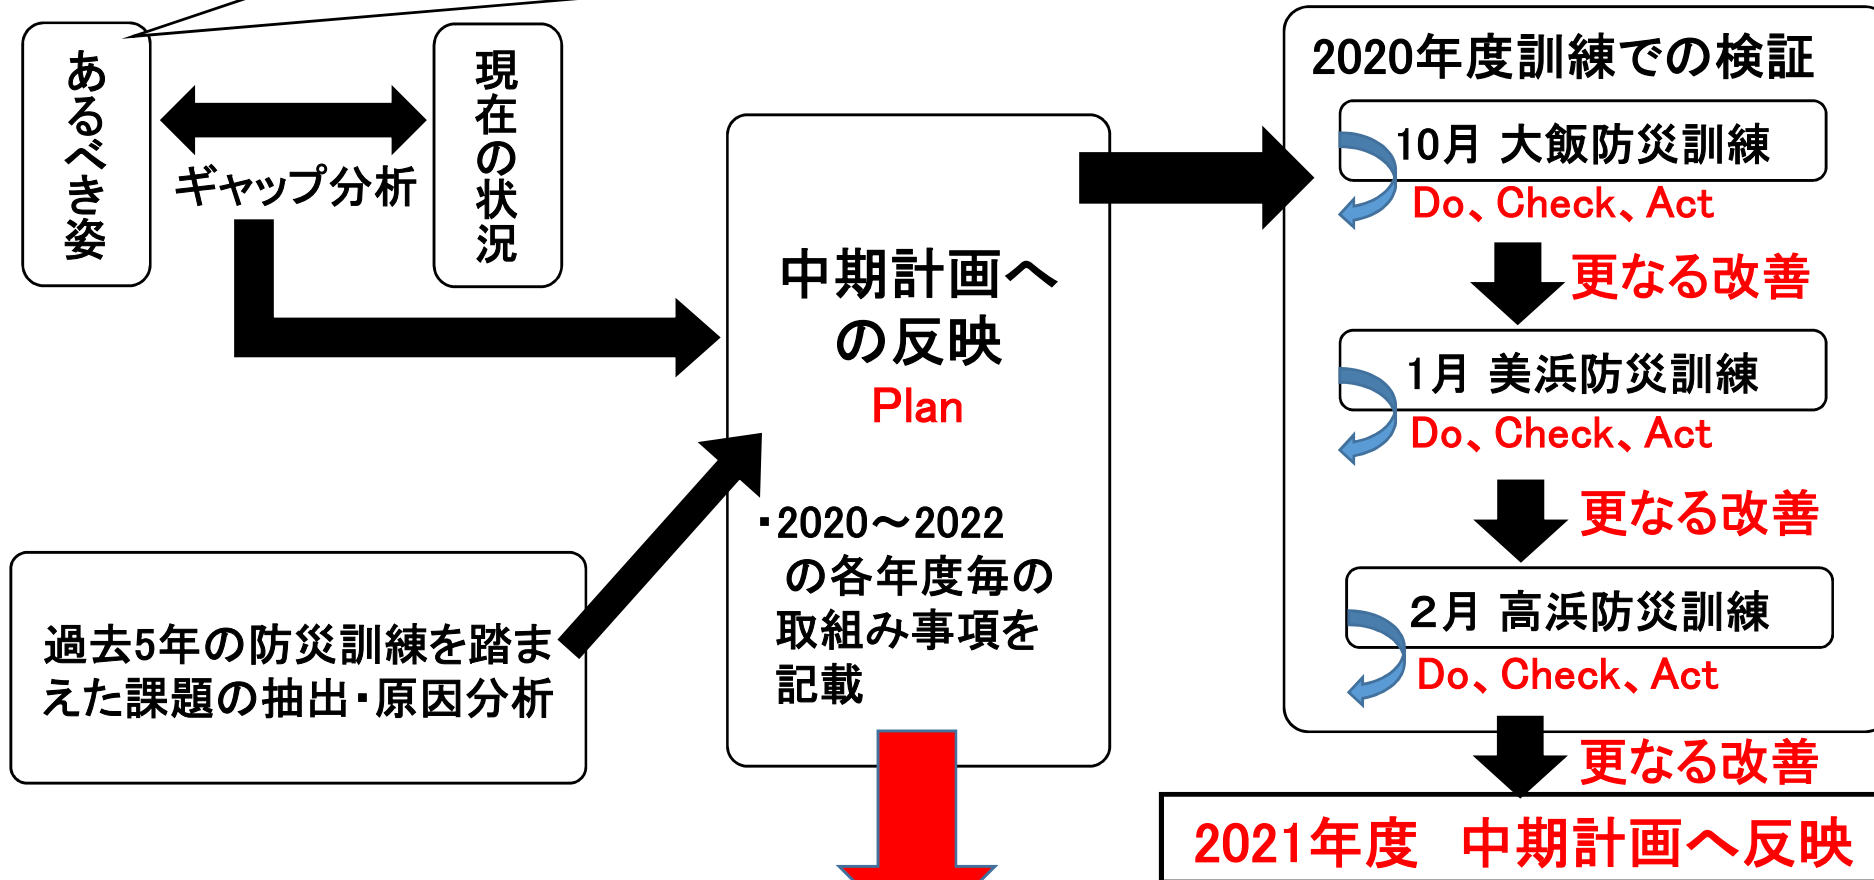 あるべき姿
現在の状況
ギャップ分析
過去5年の防災訓練を踏ま
えた課題の抽出・原因分析
中期計画へ
の反映
Plan
・2020～2022
の各年度毎の
取組み事項を
記載
2020年度訓練での検証
10月 大飯防災訓練
Do、Check、Act
更なる改善
1月 美浜防災訓練
Do、Check、Act
更なる改善
２月 高浜防災訓練
Do、Check、Act
更なる改善
2021年度　中期計画へ反映